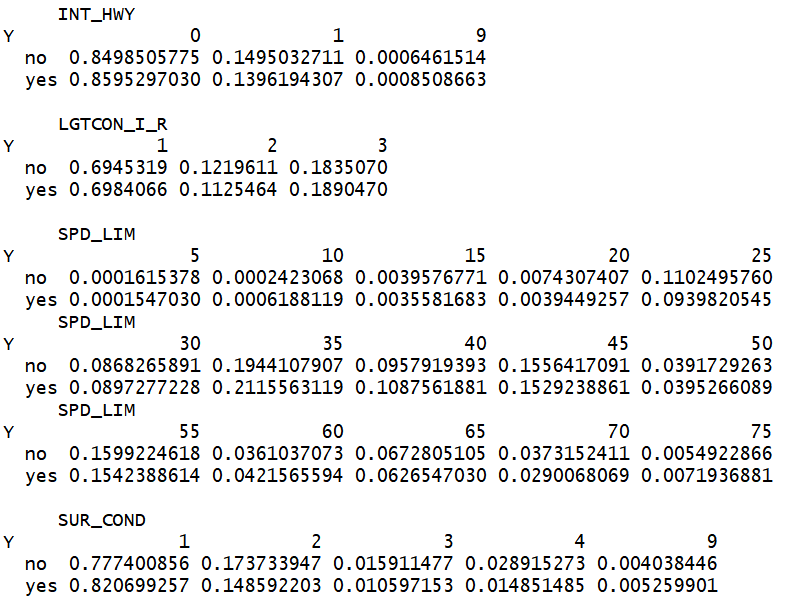 INT_HWY
Y 0 1 9
no 0.8498505775 0.1495032711 0.0006461514
yes 0.8595297030 0.1396194307 0.0008508663
LGTCON_I_R
Y 1 2 3
no 0.6945319 0.1219611 0.1835070
yes 0.6984066 0.1125464 0.1890470
SPD_LIM
Y 5 10 15 20 25
no 0.0001615378 0.0002423068 0.0039576771 0.0074307407 0.1102495760
yes 0.0001547030 0.0006188119 0.0035581683 0.0039449257 0.0939820545
SPD_LIM
Y 30 35 40 45 50
no 0.0868265891 0.1944107907 0.0957919393 0.1556417091 0.0391729263
yes 0.0897277228 0.2115563119 0.1087561881 0.1529238861 0.0395266089
SPD_LIM
Y 55 60 65 70 75
no 0.1599224618 0.0361037073 0.0672805105 0.0373152411 0.0054922866
yes 0.1542388614 0.0421565594 0.0626547030 0.0290068069 0.0071936881
SUR_COND
Y 1 2 3 4 9
no 0.777400856 0.173733947 0.015911477 0.028915273 0.004038446
yes 0.820699257 0.148592203 0.010597153 0.014851485 0.005259901